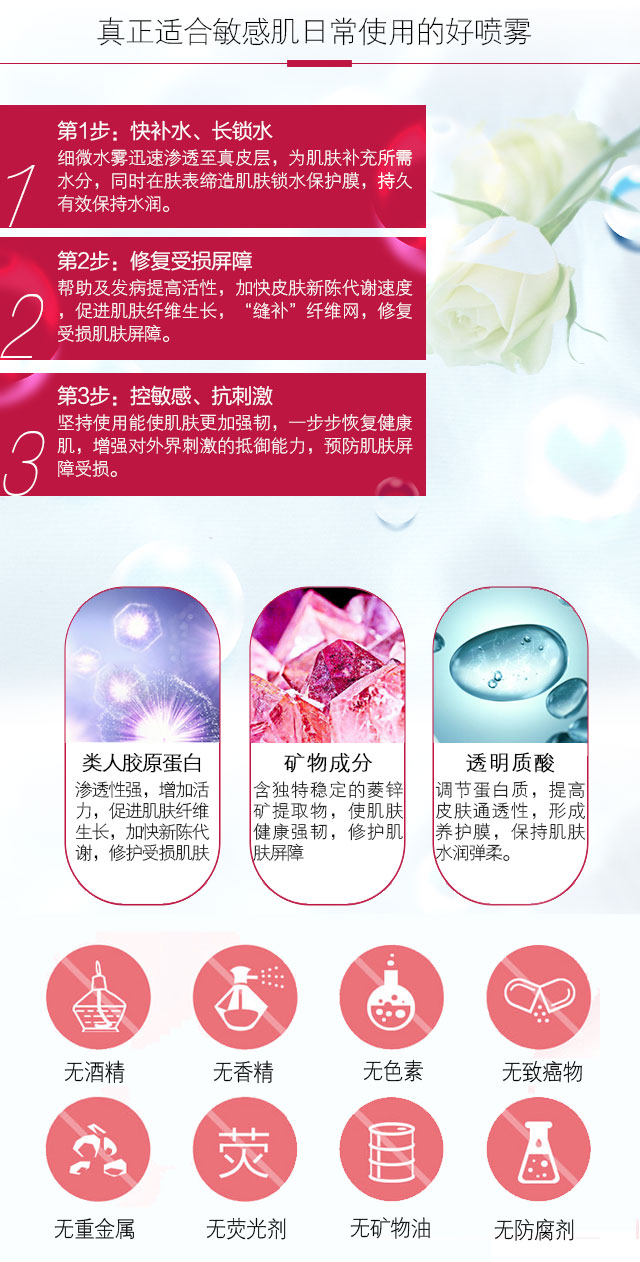 真正适合敏感肌日常使用的好喷雾
1
第1步：快补水、长锁水
细微水雾迅速渗透至真皮层，为肌肤补充所需
水分，同时在肤表缔造肌肤锁水保护膜，持久
有效保持水润。
2
第2步：修复受损屏障
帮助及发病提高活性，加快皮肤新陈代谢速度
，促进肌肤纤维生长，“缝补”纤维网，修复
受损肌肤屏障。
3
第3步：控敏感、抗刺激
坚持使用能使肌肤更加强韧，一步步恢复健康
肌，增强对外界刺激的抵御能力，预防肌肤屏
障受损。
类人胶原蛋白
渗透性强，增加活
力，促进肌肤纤维
生长，加快新陈代
谢，修护受损肌肤
矿物成分
含独特稳定的菱锌
矿提取物，使肌肤
健康强韧，修护肌
肤屏障
透明质酸
调节蛋白质，提高
皮肤通透性，形成
养护膜，保持肌肤
水润弹柔。
无酒精
无香精
无色素
无致癌物
荧
无重金属
无荧光剂
无矿物油
无防腐剂